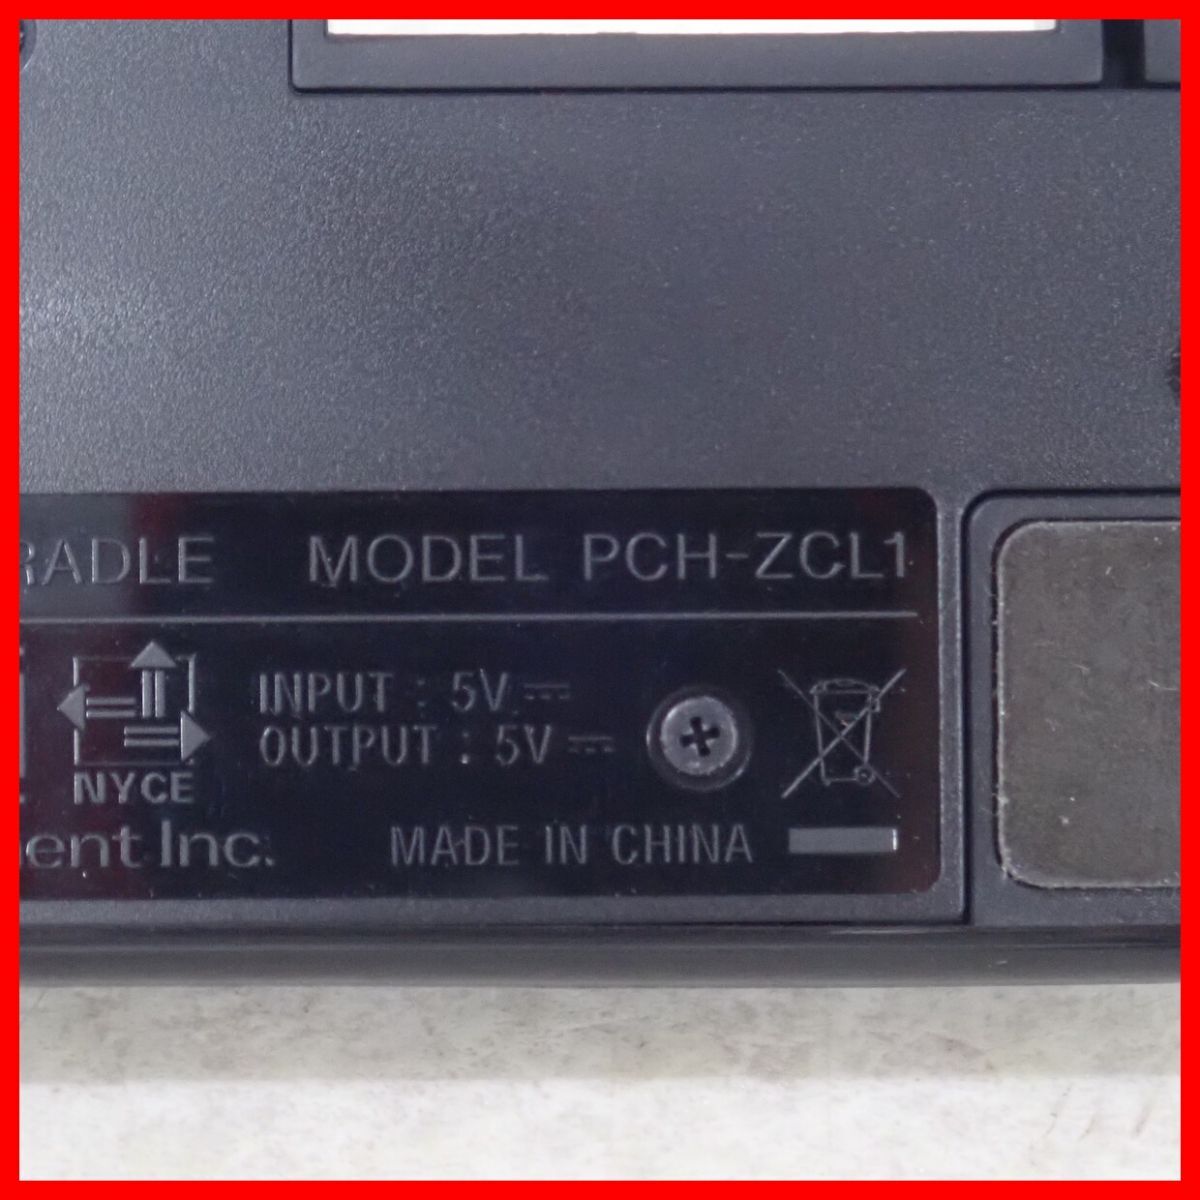 RADLE MODEL PCH-ZCL1
INPUT : 5V
OUTPUT : 5V
NYCE
ent Inc.
MADE IN CHINA